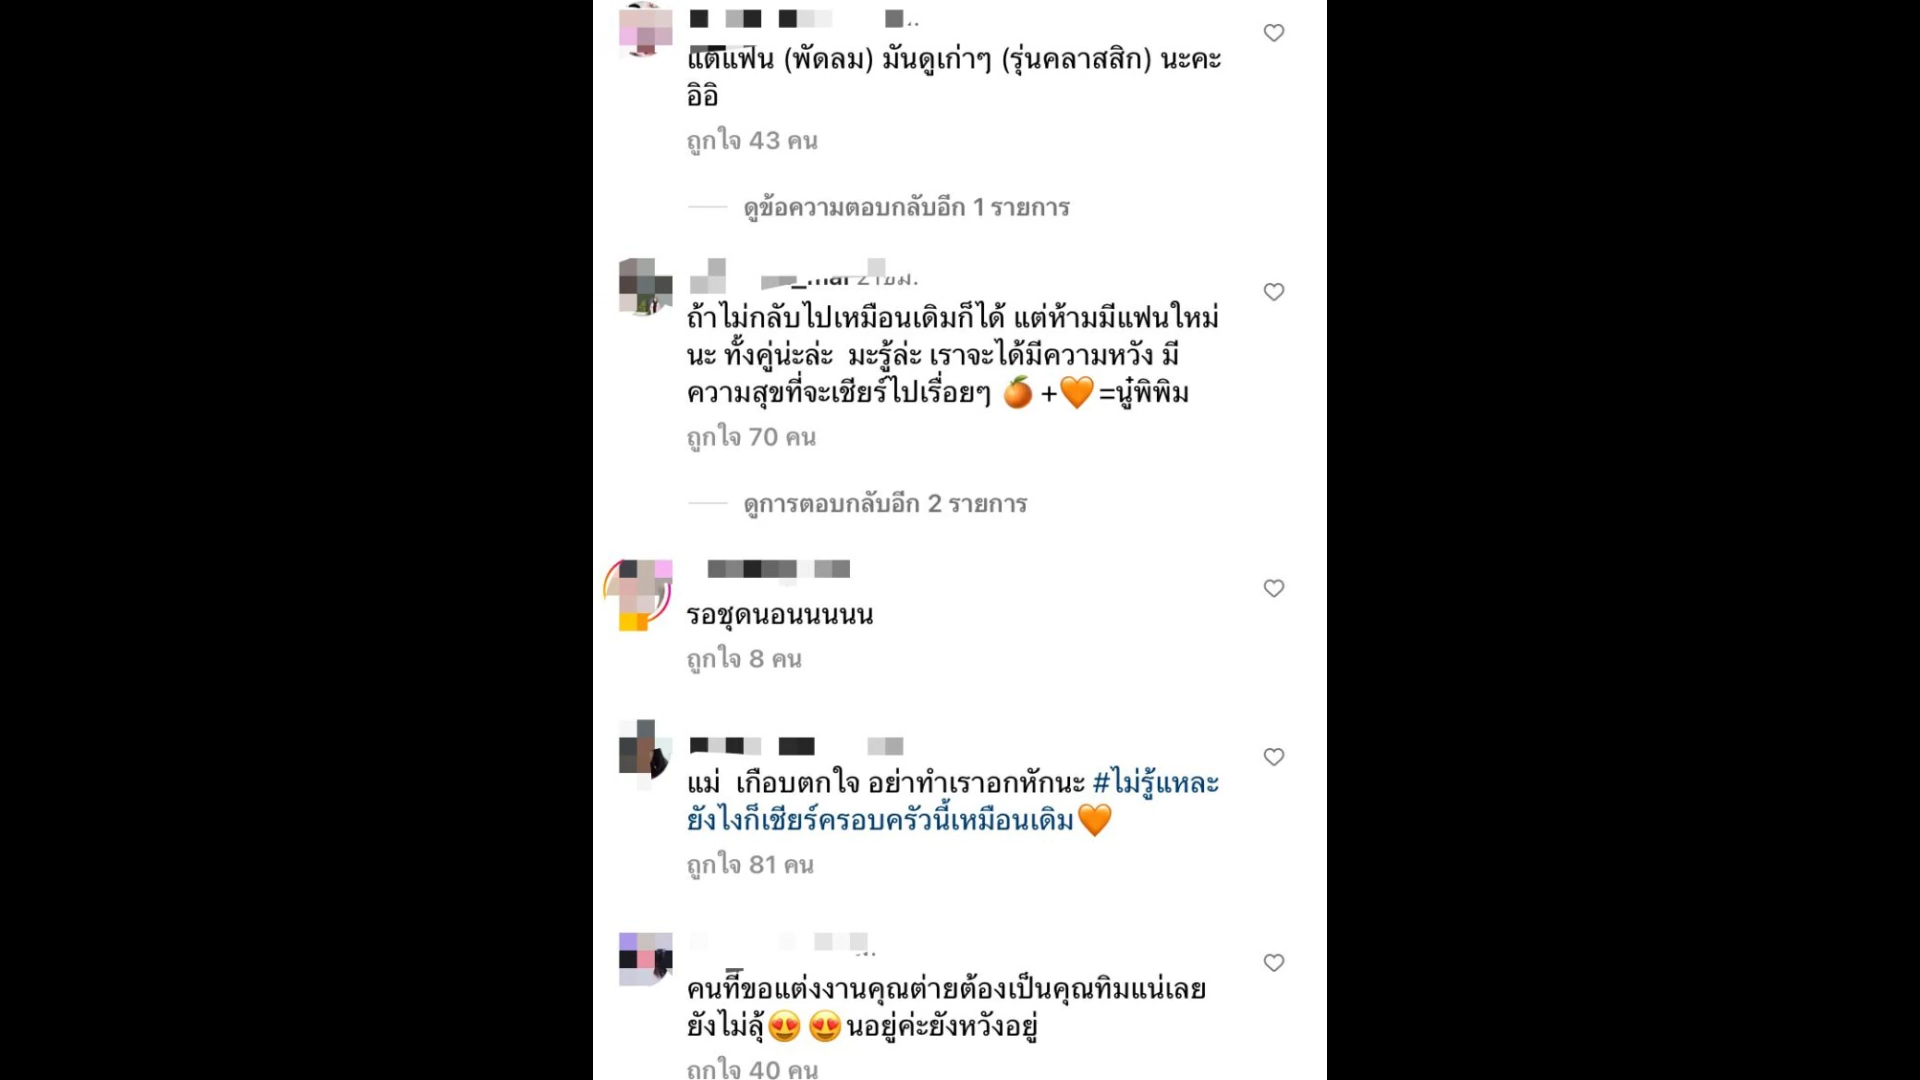 แต่แฟน (พัดลม) มันดูเก่าๆ (รุ่นคลาสสิก) นะคะ
อิอิ
ถูกใจ 43 คน
ดูข้อความตอบกลับอีก 1 รายการ
ถ้าไม่กลับไปเหมือนเดิมก็ได้ แต่ห้ามมีแฟนใหม่
นะ ทั้งคู่น่ะล่ะ มะรู้ล่ะ เราจะได้มีความหวัง มี
ความสุขที่จะเชียร์ไปเรื่อยๆ 🍊 +🧡=นู๋พิพิม
ถูกใจ 70 คน
ดูการตอบกลับอีก 2 รายการ
รอชุดนอนนนนน
ถูกใจ 8 คน
แม่ เกือบตกใจ อย่าทำเราอกหักนะ #ไม่รู้แหละ
ยังไงก็เชียร์ครอบครัวนี้เหมือนเดิม🧡
ถูกใจ 81 คน
คนที่ขอแต่งงานคุณต่ายต้องเป็นคุณทิมแน่เลย
ยังไม่ลุ้😍😍นอยู่ค่ะยังหวังอยู่
ถูกใจ 40 คน